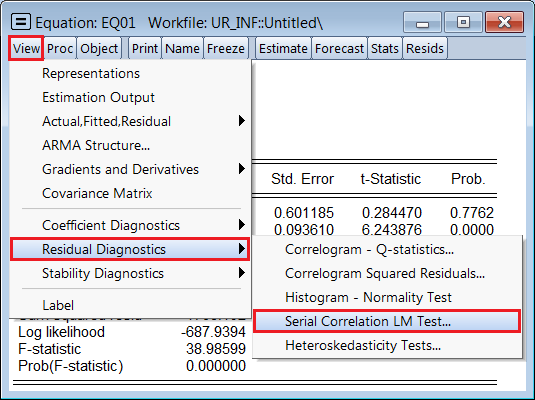 Equation: EQ01 Workfile: UR_INF::Untitled\
View Proc Object Print Name Freeze Estimate Forecast Stats Resids
Representations
Estimation Output
Actual,Fitted,Residual
ARMA Structure...
Gradients and Derivatives
Covariance Matrix
Coefficient Diagnostics
Residual Diagnostics
Stability Diagnostics
Label
Std. Error t-Statistic Prob.
0.601185 0.284470 0.7762
0.093610 6.243876 0.0000
Correlogram - Q-statistics...
Correlogram Squared Residuals...
Histogram - Normality Test
Serial Correlation LM Test...
Heteroskedasticity Tests...
Log likelihood -687.9394
F-statistic 38.98599
Prob(F-statistic) 0.000000